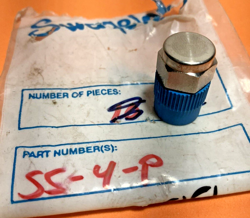 Swagelok
NUMBER OF PIECES:
PART NUMBER(S):
SS-4-P